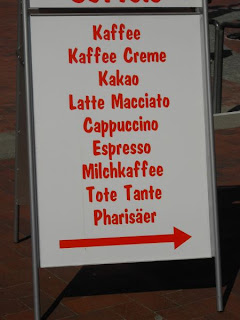 Kaffee
Kaffee Creme
Kakao
Latte Macciato
Cappuccino
Espresso
Milchkaffee
Tote Tante
Pharisäer